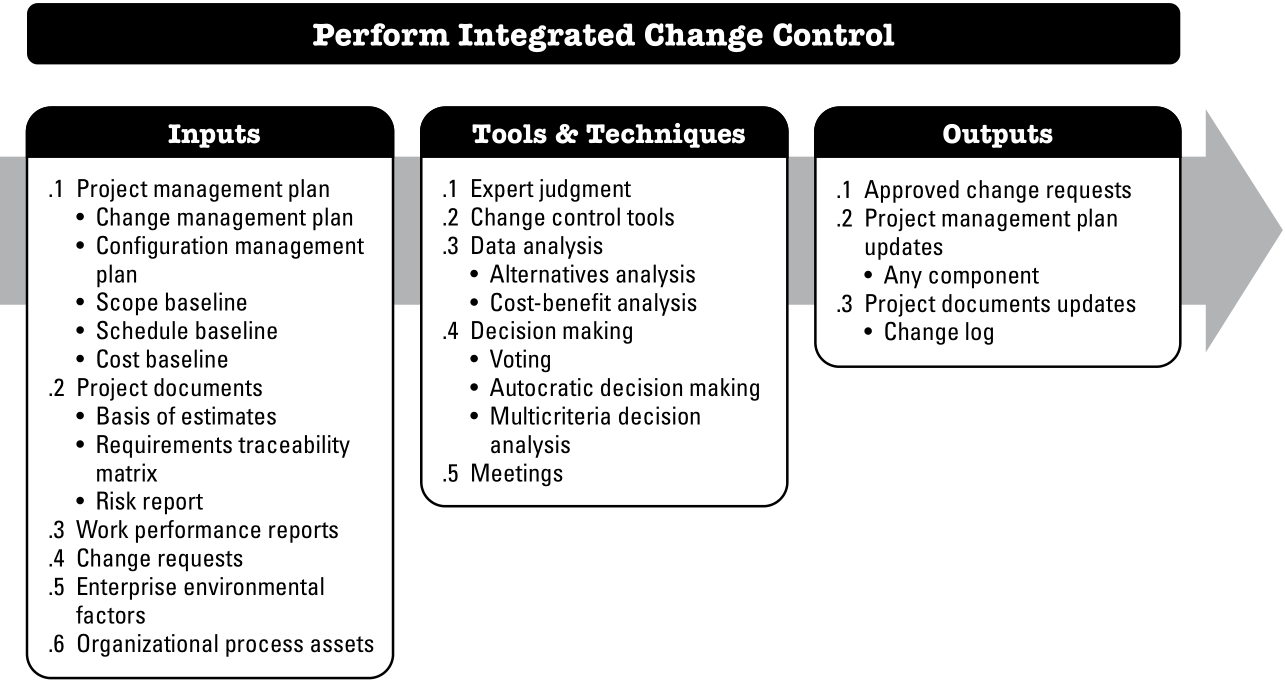 Perform Integrated Change Control
Inputs
.1 Project management plan
• Change management plan
• Configuration management
plan
• Scope baseline
• Schedule baseline
• Cost baseline
.2 Project documents
• Basis of estimates
• Requirements traceability
matrix
• Risk report
.3 Work performance reports
.4 Change requests
.5 Enterprise environmental
factors
.6 Organizational process assets
Tools & Techniques
.1 Expert judgment
.2 Change control tools
.3 Data analysis
• Alternatives analysis
• Cost-benefit analysis
.4 Decision making
• Voting
• Autocratic decision making
• Multicriteria decision
analysis
.5 Meetings
Outputs
.1 Approved change requests
.2 Project management plan
updates
• Any component
.3 Project documents updates
• Change log